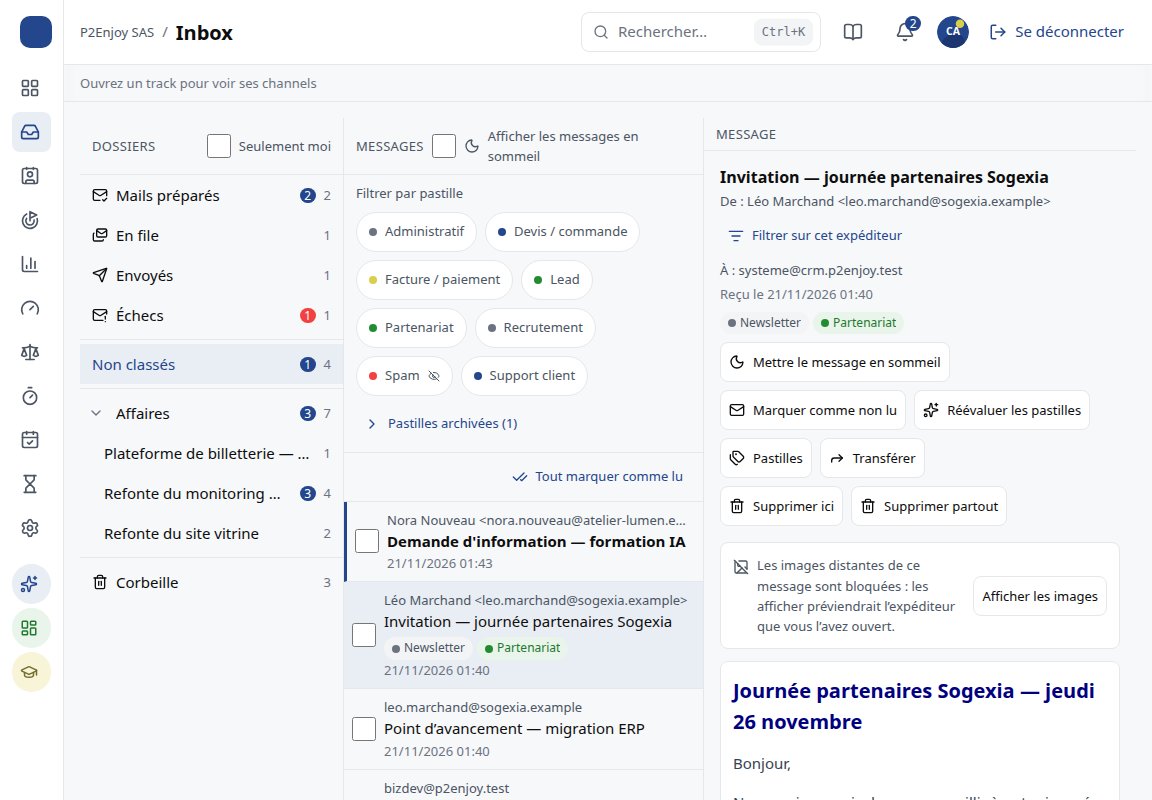 P2Enjoy SAS / Inbox
Rechercher... Ctrl+K
2
CA
Se déconnecter
Ouvrez un track pour voir ses channels
DOSSIERS
Seulement moi
Mails préparés 2 2
En file 1
Envoyés 1
Échecs 1 1
Non classés 1 4
Affaires 3 7
Plateforme de billetterie — ... 1
Refonte du monitoring ... 3 4
Refonte du site vitrine 2
Corbeille 3
MESSAGES
Afficher les messages en
sommeil
Filtrer par pastille
Administratif
Devis / commande
Facture / paiement
Lead
Partenariat
Recrutement
Spam
Support client
Pastilles archivées (1)
Tout marquer comme lu
Nora Nouveau <nora.nouveau@atelier-lumen.e...
Demande d'information — formation IA
21/11/2026 01:43
Léo Marchand <leo.marchand@sogexia.example>
Invitation — journée partenaires Sogexia
Newsletter
Partenariat
21/11/2026 01:40
leo.marchand@sogexia.example
Point d’avancement — migration ERP
21/11/2026 01:40
bizdev@p2enjoy.test
MESSAGE
Invitation — journée partenaires Sogexia
De : Léo Marchand <leo.marchand@sogexia.example>
Filtrer sur cet expéditeur
À : systeme@crm.p2enjoy.test
Reçu le 21/11/2026 01:40
Newsletter
Partenariat
Mettre le message en sommeil
Marquer comme non lu
Réévaluer les pastilles
Pastilles
Transférer
Supprimer ici
Supprimer partout
Les images distantes de ce
message sont bloquées : les
afficher préviendrait l’expéditeur
que vous l’avez ouvert.
Afficher les images
Journée partenaires Sogexia — jeudi
26 novembre
Bonjour,